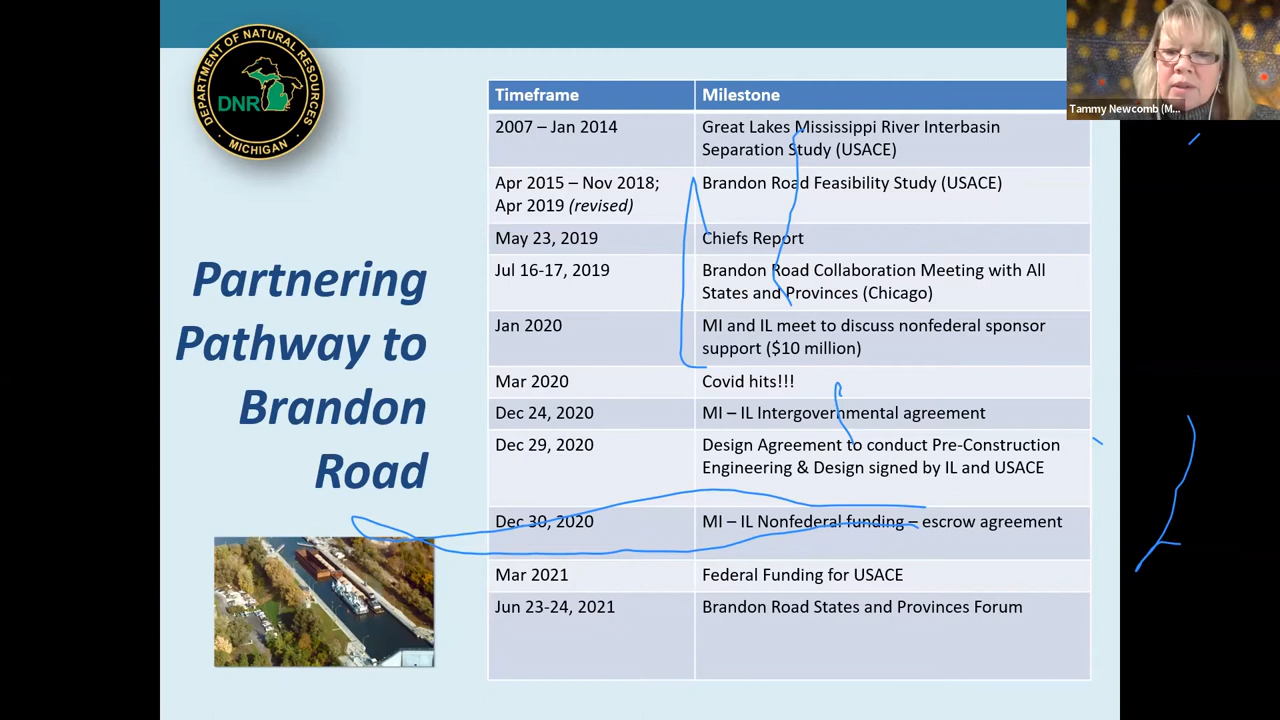 DEPARTMENT OF NATURAL RESOURCES
DNR
MICHIGAN
Partnering
Pathway to
Brandon
Road
Timeframe Milestone
2007 – Jan 2014 Great Lakes Mississippi River Interbasin
Separation Study (USACE)
Apr 2015 – Nov 2018; Brandon Road Feasibility Study (USACE)
Apr 2019 (revised)
May 23, 2019 Chiefs Report
Jul 16-17, 2019 Brandon Road Collaboration Meeting with All
States and Provinces (Chicago)
Jan 2020 MI and IL meet to discuss nonfederal sponsor
support ($10 million)
Mar 2020 Covid hits!!!
Dec 24, 2020 MI – IL Intergovernmental agreement
Dec 29, 2020 Design Agreement to conduct Pre-Construction
Engineering & Design signed by IL and USACE
Dec 30, 2020 MI – IL Nonfederal funding – escrow agreement
Mar 2021 Federal Funding for USACE
Jun 23-24, 2021 Brandon Road States and Provinces Forum
Tammy Newcomb (M...